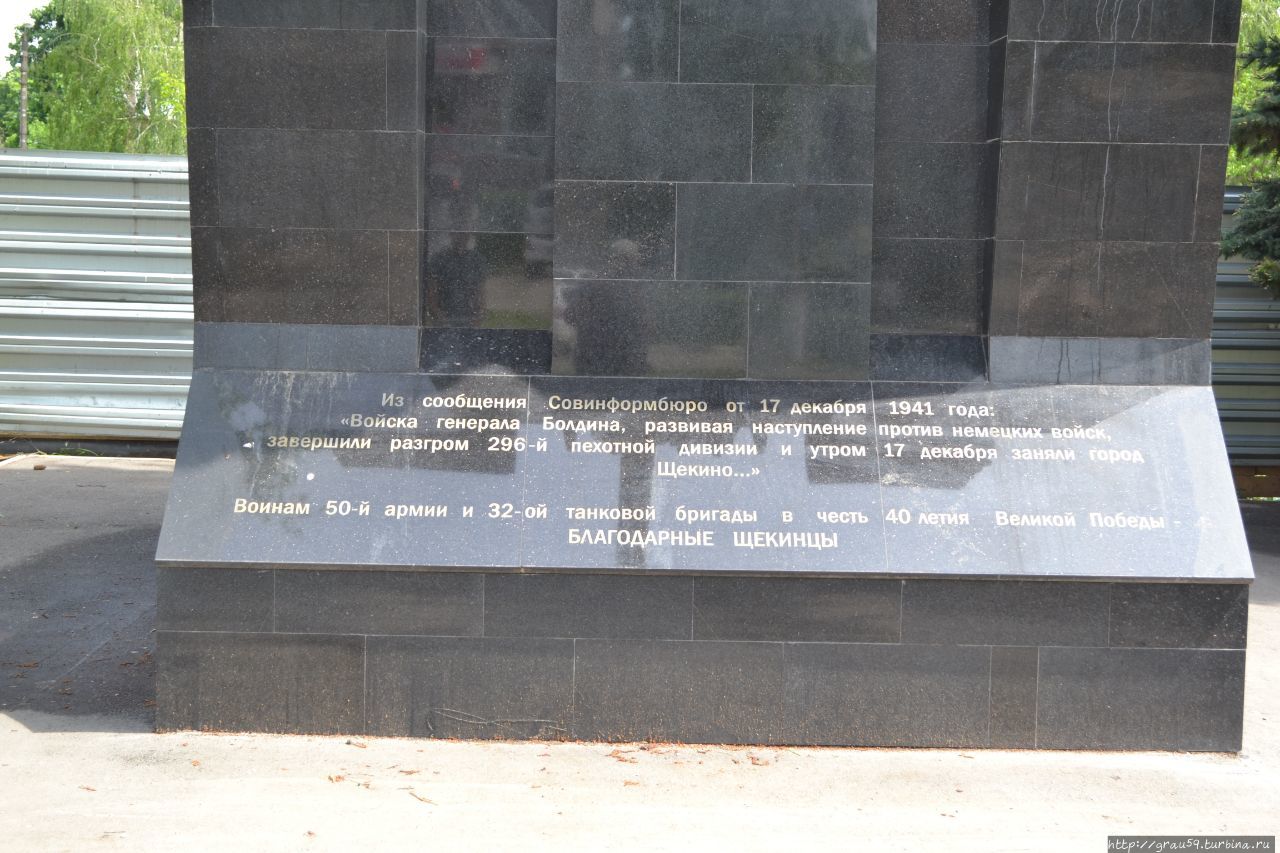 Из сообщения Совинформбюро от 17 декабря 1941 года:
«Войска генерала Болдина, развивая наступление против немецких войск,
завершили разгром 296-й пехотной дивизии и утром 17 декабря заняли город
Щекино...»
Воинам 50-й армии и 32-ой танковой бригады в честь 40 летия Великой Победы -
БЛАГОДАРНЫЕ ЩЕКИНЦЫ
http://grau59.turbina.ru